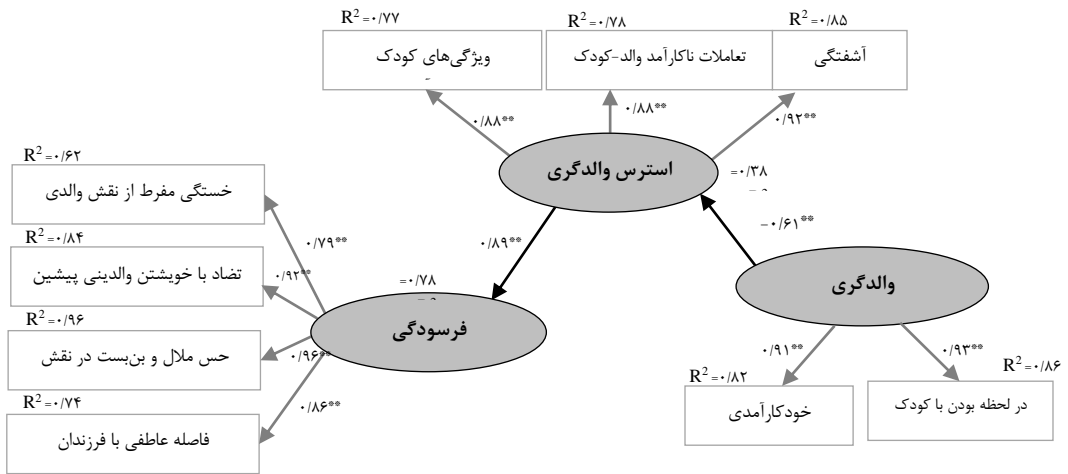 R²=۰/۷۷
R²=۰/۷۸
R²=۰/۸۵
ویژگی‌های کودک
تعاملات ناکارآمد والد-کودک
آشفتگی
۰/۸۸**
۰/۸۸**
۰/۹۲**
استرس والدگری
=۰/۳۸
-۰/۶۱**
۰/۸۹**
والدگری
۰/۹۱**
۰/۹۳**
R²=۰/۸۲
R²=۰/۸۶
خودکارآمدی
در لحظه بودن با کودک
=۰/۷۸
فرسودگی
R²=۰/۶۲
خستگی مفرط از نقش والدی
۰/۷۹**
R²=۰/۸۴
تضاد با خویشتن والدینی پیشین
۰/۹۲**
R²=۰/۹۶
حس ملال و بن‌بست در نقش
۰/۹۶**
R²=۰/۷۴
فاصله عاطفی با فرزندان
۰/۸۶**